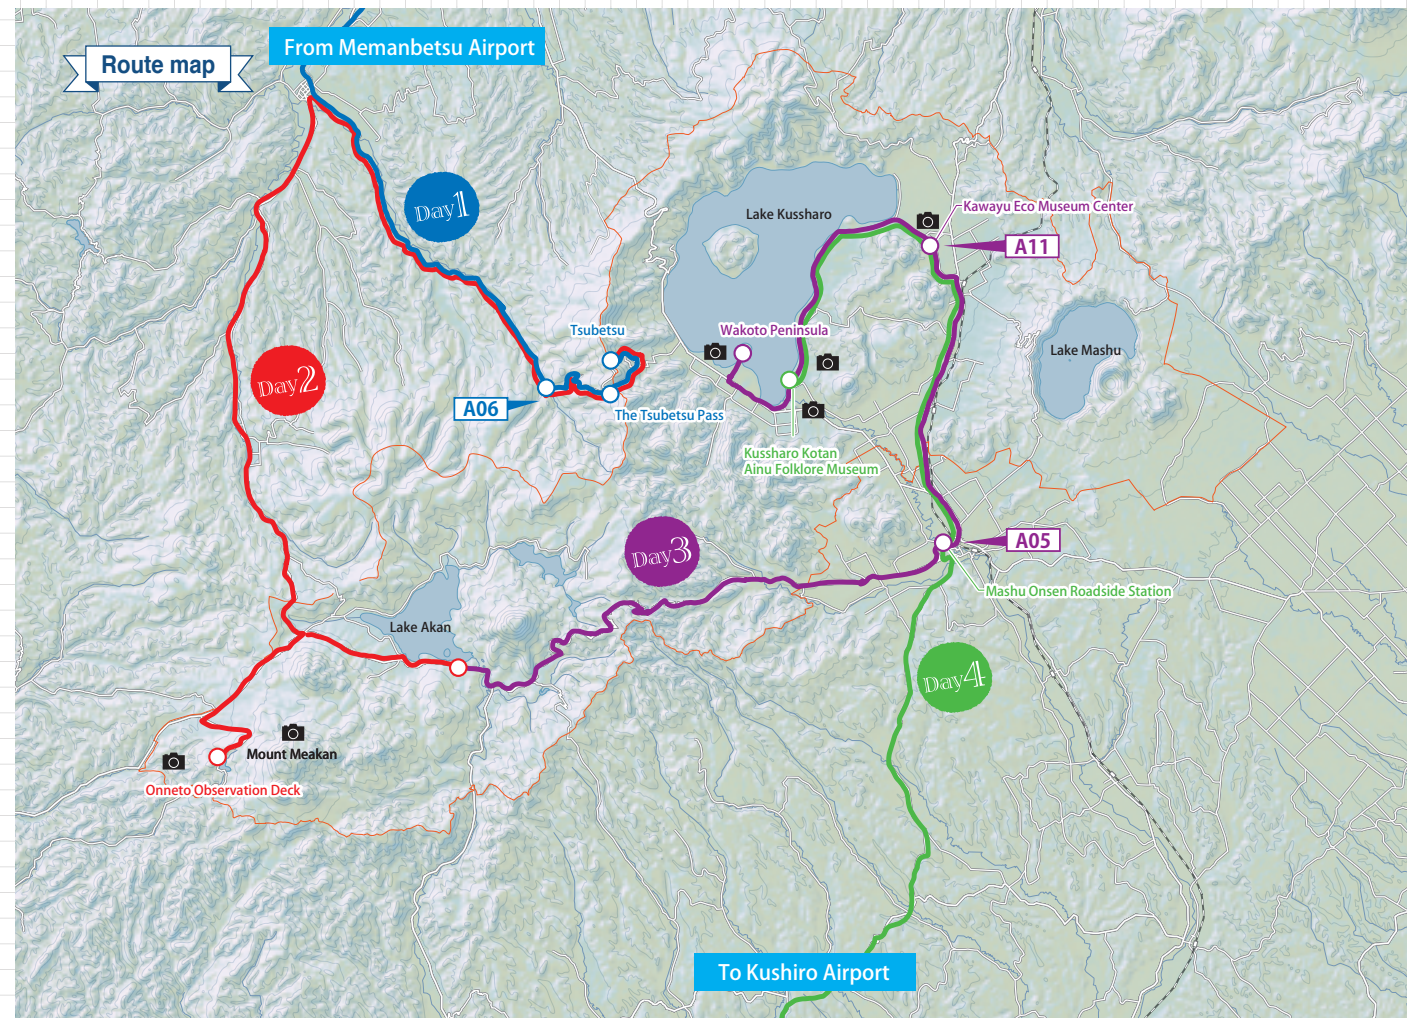 From Memanbetsu Airport
Route map
Day1
Lake Kussharo
Kawayu Eco Museum Center
A11
Tsubetsu
Wakoto Peninsula
Lake Mashu
Day2
A06
The Tsubetsu Pass
Kussharo Kotan
Ainu Folklore Museum
Day3
A05
Mashu Onsen Roadside Station
Lake Akan
Day4
Mount Meakan
Onneto Observation Deck
To Kushiro Airport